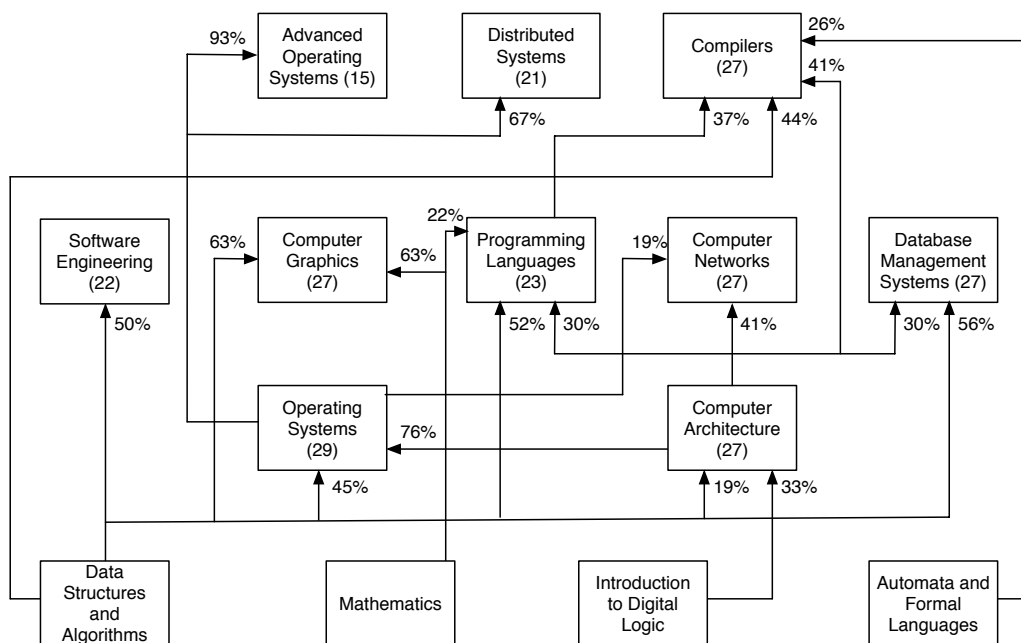 93%
Advanced
Operating
Systems (15)
Distributed
Systems
(21)
67%
Compilers
(27)
26%
41%
37%
44%
Software
Engineering
(22)
50%
63%
Computer
Graphics
(27)
63%
22%
Programming
Languages
(23)
52%
30%
19%
Computer
Networks
(27)
41%
Database
Management
Systems (27)
30%
56%
Operating
Systems
(29)
76%
45%
Computer
Architecture
(27)
19%
33%
Data
Structures
and
Algorithms
Mathematics
Introduction
to Digital
Logic
Automata and
Formal
Languages